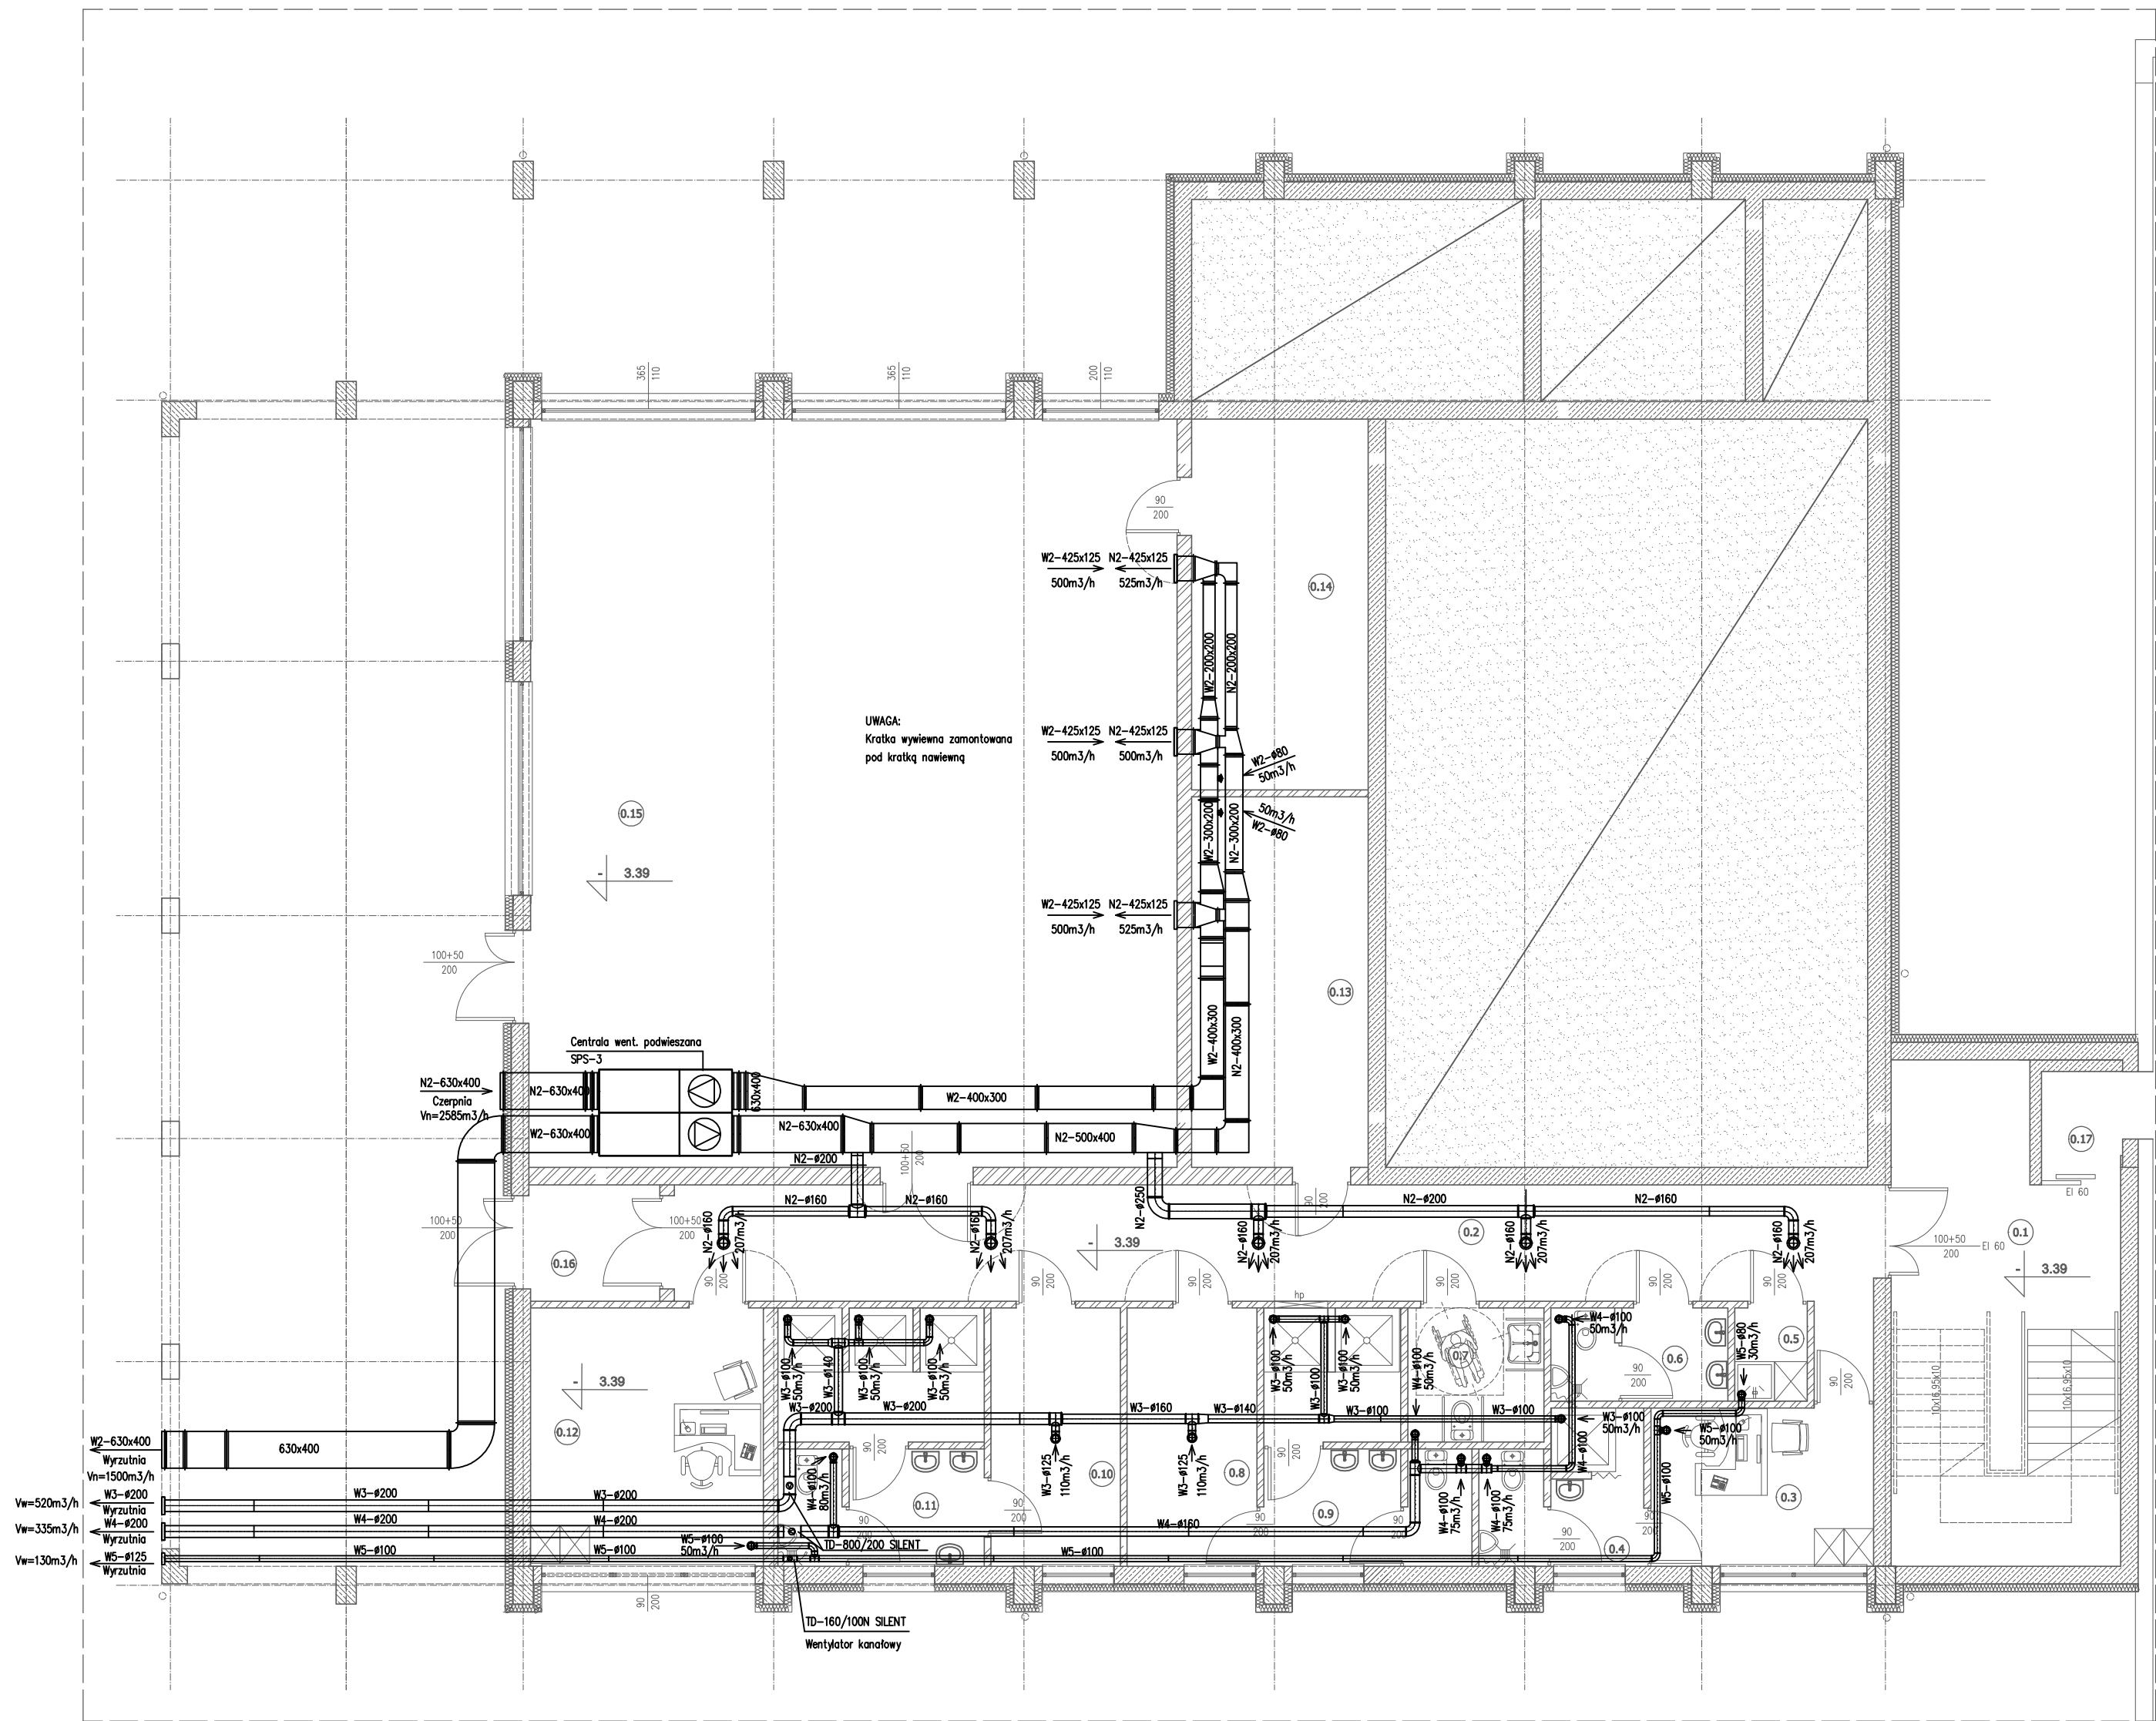 365
110
365
110
200
110
90
200
W2-425x125 N2-425x125
500m3/h 525m3/h
0.14
W2-200x200
N2-200x200
UWAGA:
Kratka wywiewna zamontowana
pod kratką nawiewną
W2-425x125 N2-425x125
500m3/h 500m3/h
W2-ø80
50m3/h
50m3/h
W2-ø80
W2-300x200
N2-300x200
0.15
- 3.39
W2-425x125 N2-425x125
500m3/h 525m3/h
100+50
200
0.13
W2-400x300
N2-400x300
Centrala went. podwieszana
SPS-3
N2-630x400
Czerpnia
Vn=2585m3/h
N2-630x400
630x400
W2-400x300
W2-630x400
N2-630x400
N2-500x400
0.17
EI 60
N2-ø200
100+50
200
N2-ø160
N2-ø160
N2-ø250
90
200
N2-ø200
N2-ø160
100+50
200
100+50
200
N2-ø160
207m3/h
N2-ø160
207m3/h
- 3.39
N2-ø160
207m3/h
0.2
N2-ø160
207m3/h
N2-ø160
207m3/h
0.1
100+50
200
EI 60
- 3.39
0.16
90
200
90
200
90
200
90
200
90
200
90
200
hp
W4-ø100
50m3/h
W5-ø80
30m3/h
0.5
0.6
0.7
90
200
90
200
10x16,95x10
10x16,95x10
- 3.39
W3-ø100
50m3/h
W3-ø140
W3-ø100
50m3/h
W3-ø100
50m3/h
W3-ø100
50m3/h
W3-ø100
W3-ø100
50m3/h
W4-ø100
50m3/h
0.12
W3-ø200
W3-ø200
W3-ø160
W3-ø140
W3-ø100
W3-ø100
W3-ø100
50m3/h
W5-ø100
50m3/h
W2-630x400
Wyrzutnia
Vn=1500m3/h
630x400
90
200
W4-ø100
80m3/h
W3-ø125
110m3/h
0.10
W3-ø125
110m3/h
0.8
90
200
W4-ø100
W5-ø100
0.3
Vw=520m3/h
W3-ø200
Wyrzutnia
W3-ø200
W3-ø200
0.11
90
200
0.9
W4-ø100
75m3/h
W4-ø100
75m3/h
Vw=335m3/h
W4-ø200
Wyrzutnia
W4-ø200
W4-ø200
W4-ø160
90
200
90
200
90
200
90
200
0.4
W5-ø100
50m3/h
TD-800/200 SILENT
Vw=130m3/h
W5-ø125
Wyrzutnia
W5-ø100
W5-ø100
W5-ø100
90
200
TD-160/100N SILENT
Wentylator kanałowy